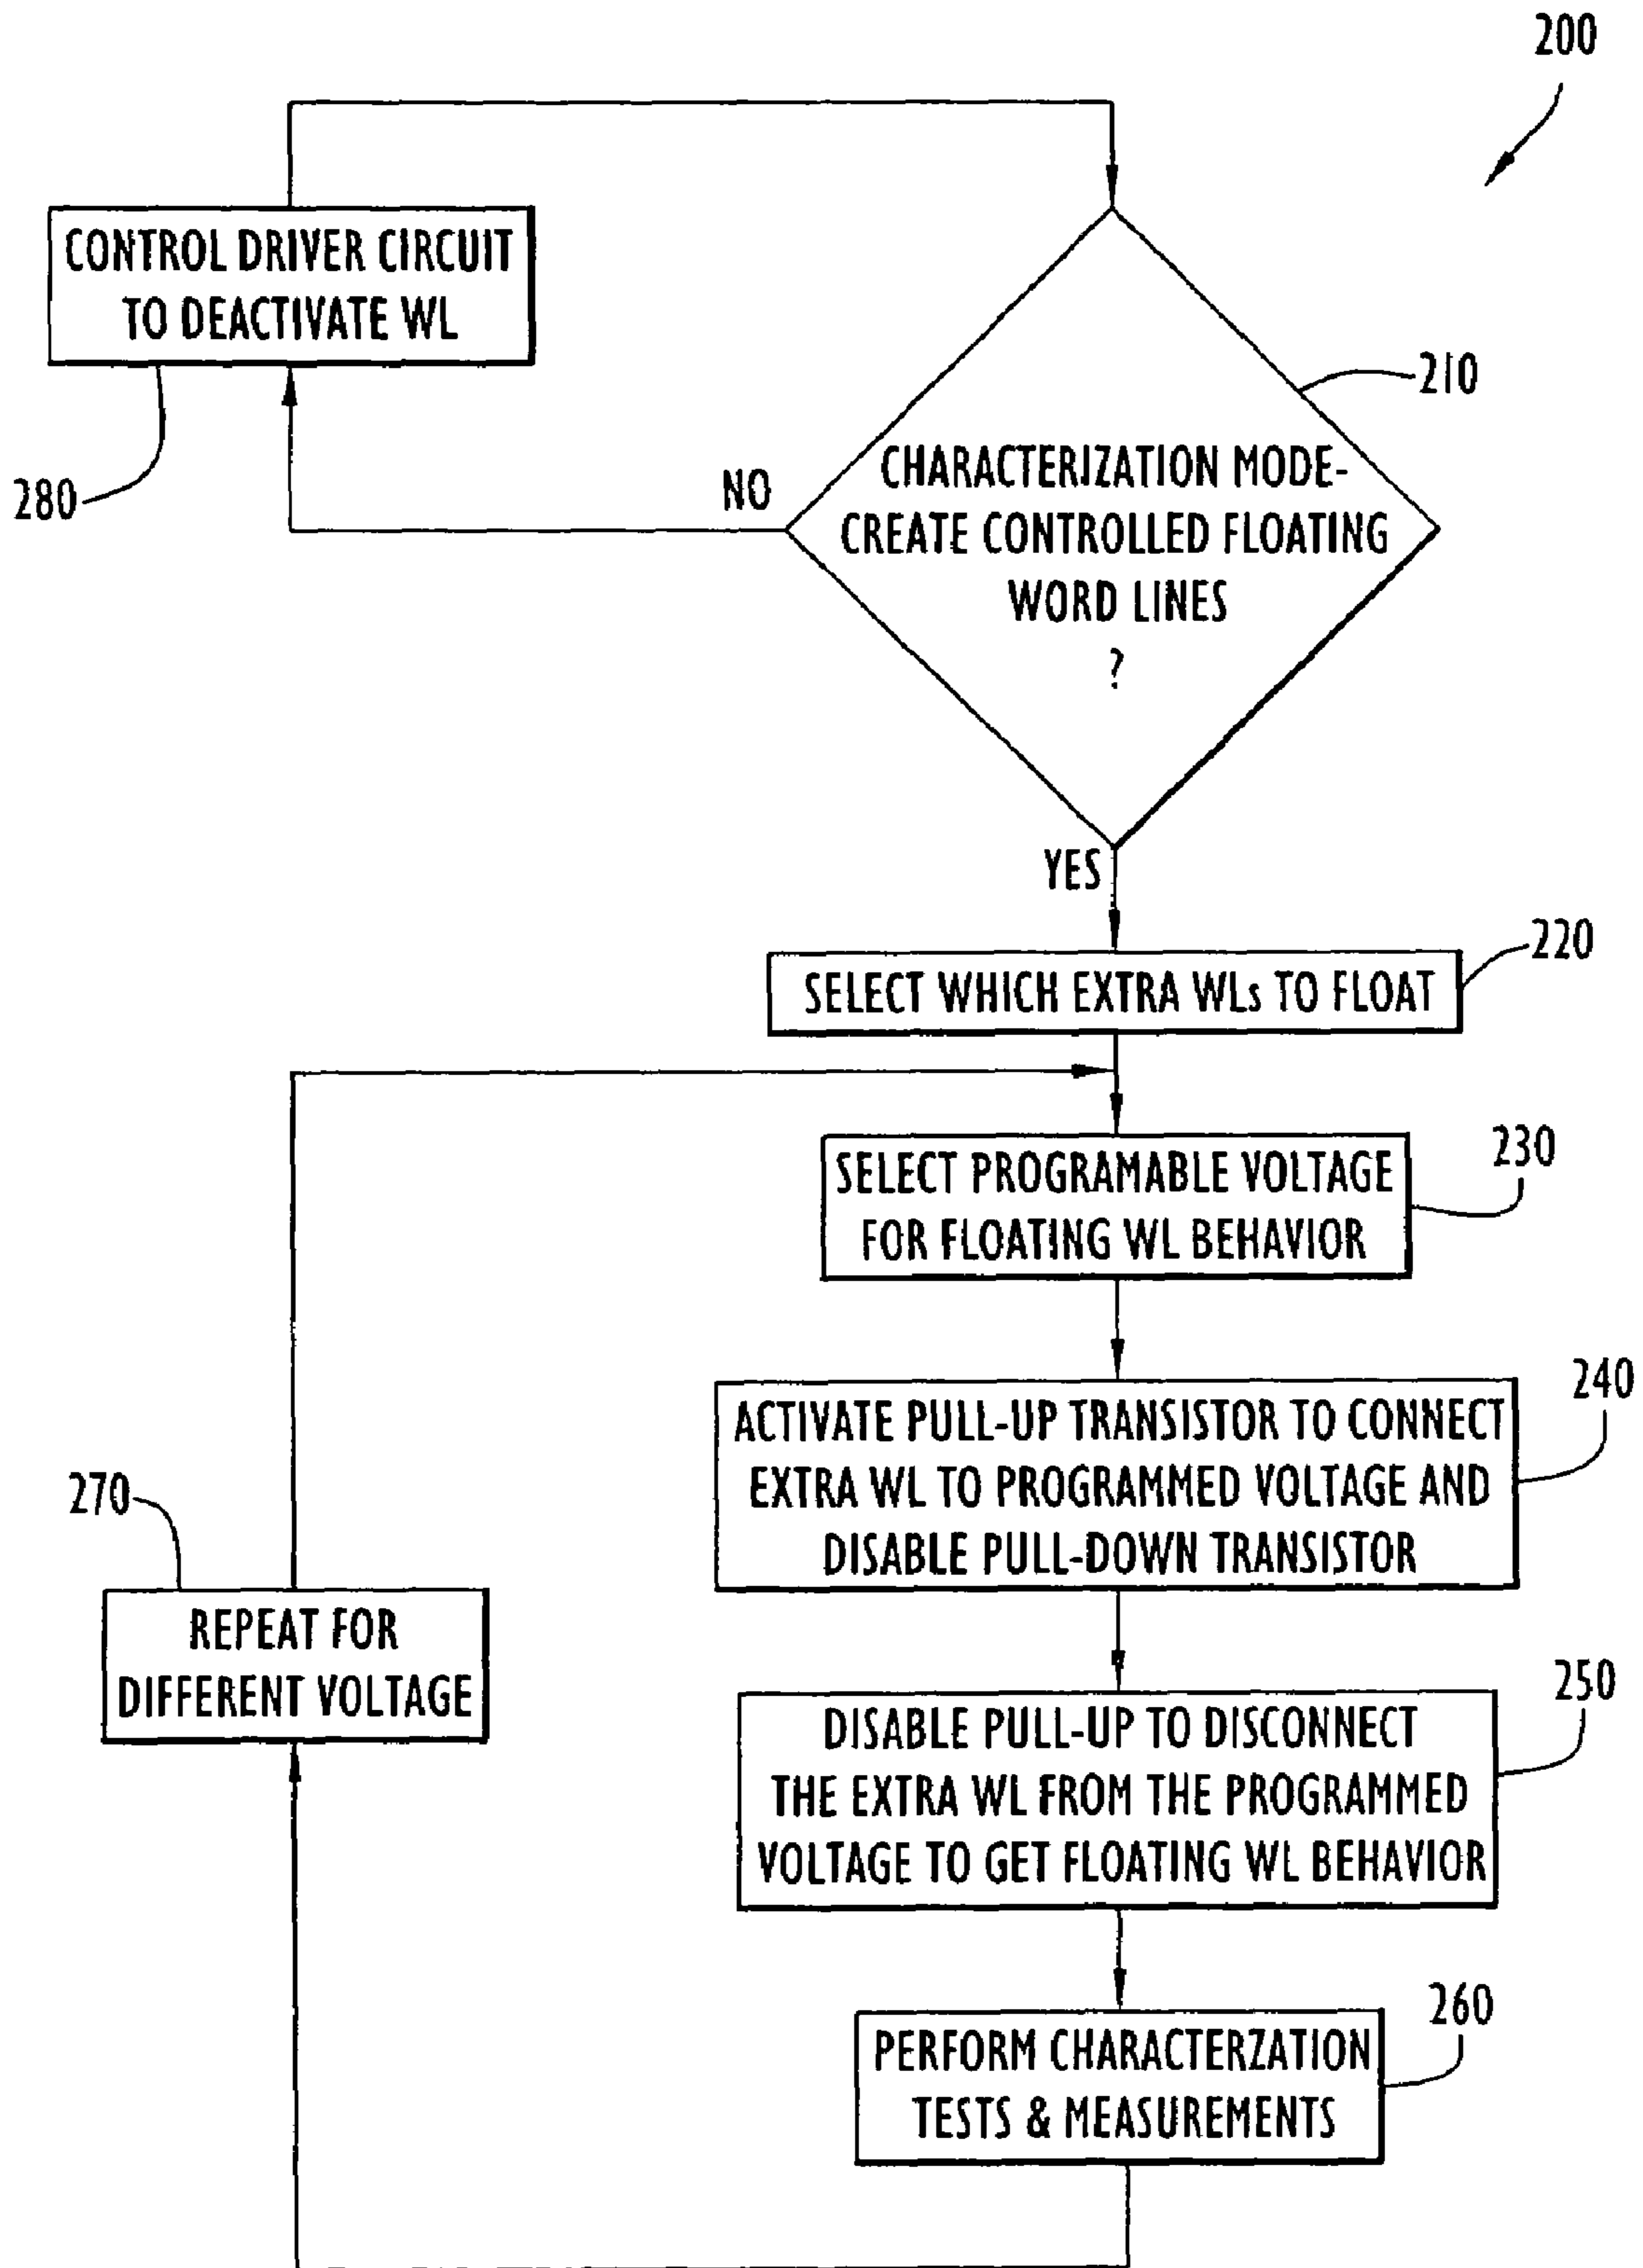 200
CONTROL DRIVER CIRCUIT
TO DEACTIVATE WL
280
210
CHARACTERIZATION MODE-
CREATE CONTROLLED FLOATING
WORD LINES
?
NO
YES
220
SELECT WHICH EXTRA WLs TO FLOAT
230
SELECT PROGRAMABLE VOLTAGE
FOR FLOATING WL BEHAVIOR
240
ACTIVATE PULL-UP TRANSISTOR TO CONNECT
EXTRA WL TO PROGRAMMED VOLTAGE AND
DISABLE PULL-DOWN TRANSISTOR
270
REPEAT FOR
DIFFERENT VOLTAGE
250
DISABLE PULL-UP TO DISCONNECT
THE EXTRA WL FROM THE PROGRAMMED
VOLTAGE TO GET FLOATING WL BEHAVIOR
260
PERFORM CHARACTERZATION
TESTS & MEASUREMENTS